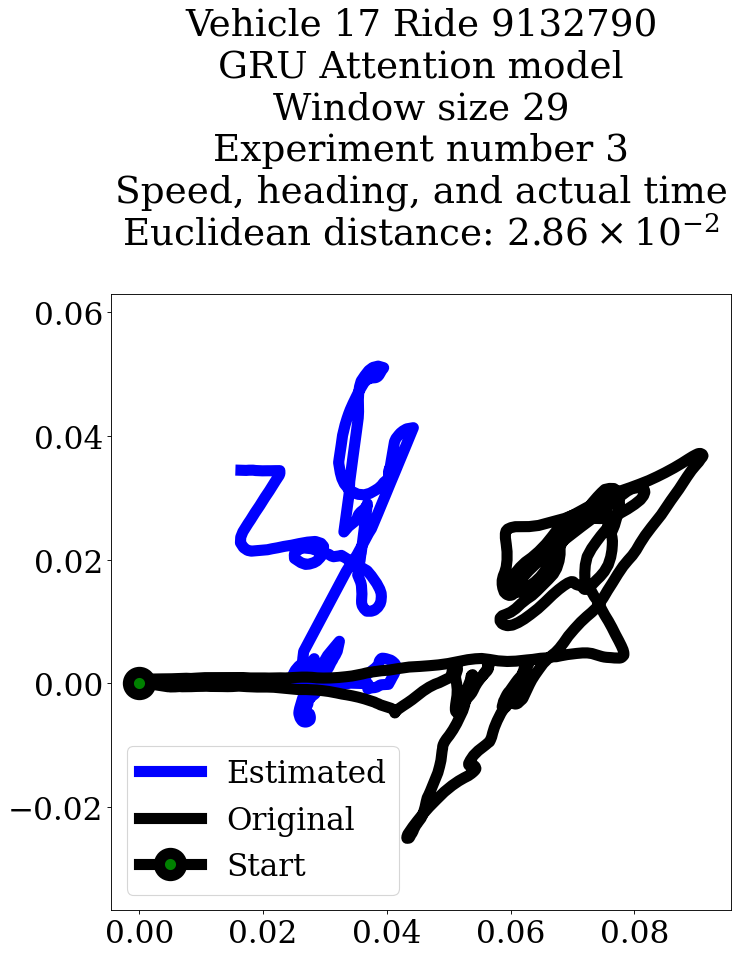 Vehicle 17 Ride 9132790
GRU Attention model
Window size 29
Experiment number 3
Speed, heading, and actual time
Euclidean distance: 2.86 × 10⁻²
0.06
0.04
0.02
0.00
−0.02
Estimated
Original
Start
0.00 0.02 0.04 0.06 0.08